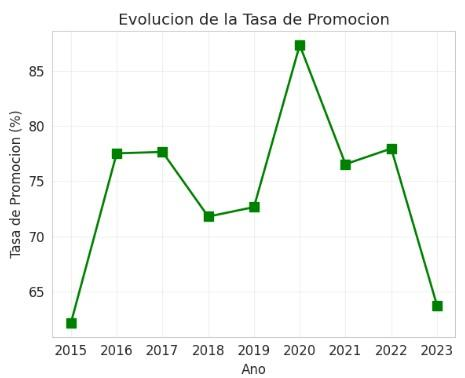 Evolucion de la Tasa de Promocion
Tasa de Promocion (%)
85
80
75
70
65
2015 2016 2017 2018 2019 2020 2021 2022 2023
Ano